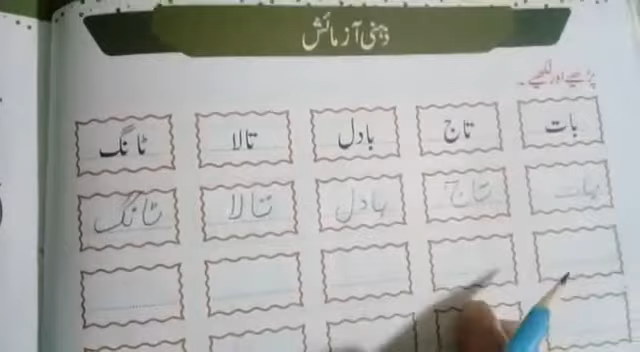 ذہنی آزمائش
پڑھیے اور لکھیے۔
بات تاج بادل تالا ٹانگ
بات تاج بادل تالا ٹانگ